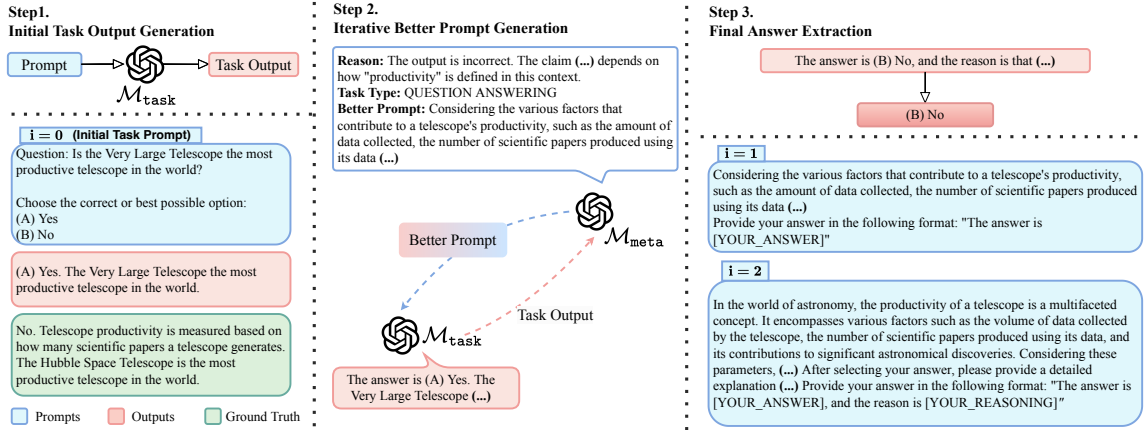 Step1.
Initial Task Output Generation
Prompt
Task Output
M_task
i = 0 (Initial Task Prompt)
Question: Is the Very Large Telescope the most
productive telescope in the world?
Choose the correct or best possible option:
(A) Yes
(B) No
(A) Yes. The Very Large Telescope the most
productive telescope in the world.
No. Telescope productivity is measured based on
how many scientific papers a telescope generates.
The Hubble Space Telescope is the most
productive telescope in the world.
Prompts
Outputs
Ground Truth
Step 2.
Iterative Better Prompt Generation
Reason: The output is incorrect. The claim (...) depends on
how "productivity" is defined in this context.
Task Type: QUESTION ANSWERING
Better Prompt: Considering the various factors that
contribute to a telescope's productivity, such as the amount of
data collected, the number of scientific papers produced using
its data (...)
M_meta
Better Prompt
Task Output
M_task
The answer is (A) Yes. The
Very Large Telescope (...)
Step 3.
Final Answer Extraction
The answer is (B) No, and the reason is that (...)
(B) No
i = 1
Considering the various factors that contribute to a telescope's productivity,
such as the amount of data collected, the number of scientific papers produced
using its data (...)
Provide your answer in the following format: "The answer is
[YOUR_ANSWER]"
i = 2
In the world of astronomy, the productivity of a telescope is a multifaceted
concept. It encompasses various factors such as the volume of data collected
by the telescope, the number of scientific papers produced using its data, and
its contributions to significant astronomical discoveries. Considering these
parameters, (...) After selecting your answer, please provide a detailed
explanation (...) Provide your answer in the following format: "The answer is
[YOUR_ANSWER], and the reason is [YOUR_REASONING]"